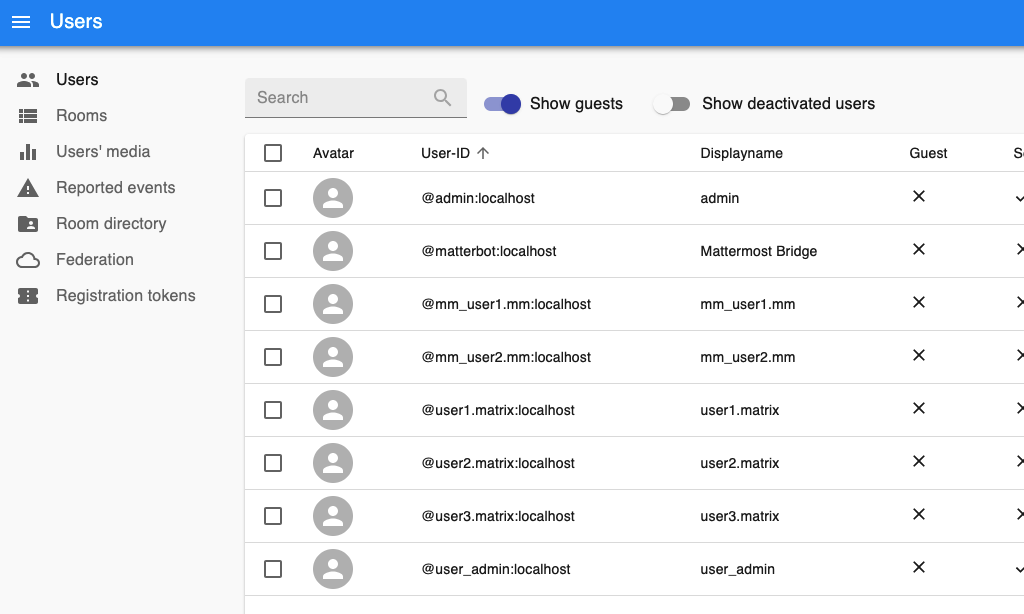 Users
Users
Rooms
Users' media
Reported events
Room directory
Federation
Registration tokens
Search
Show guests
Show deactivated users
Avatar User-ID Displayname Guest
@admin:localhost admin
@matterbot:localhost Mattermost Bridge
@mm_user1.mm:localhost mm_user1.mm
@mm_user2.mm:localhost mm_user2.mm
@user1.matrix:localhost user1.matrix
@user2.matrix:localhost user2.matrix
@user3.matrix:localhost user3.matrix
@user_admin:localhost user_admin